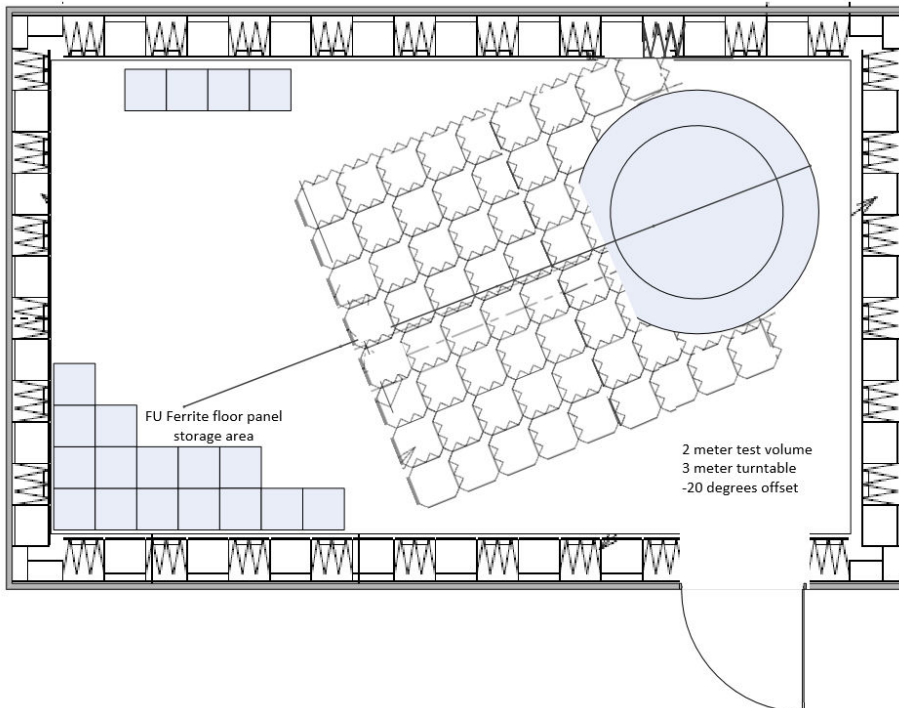 FU Ferrite floor panel
storage area
2 meter test volume
3 meter turntable
-20 degrees offset